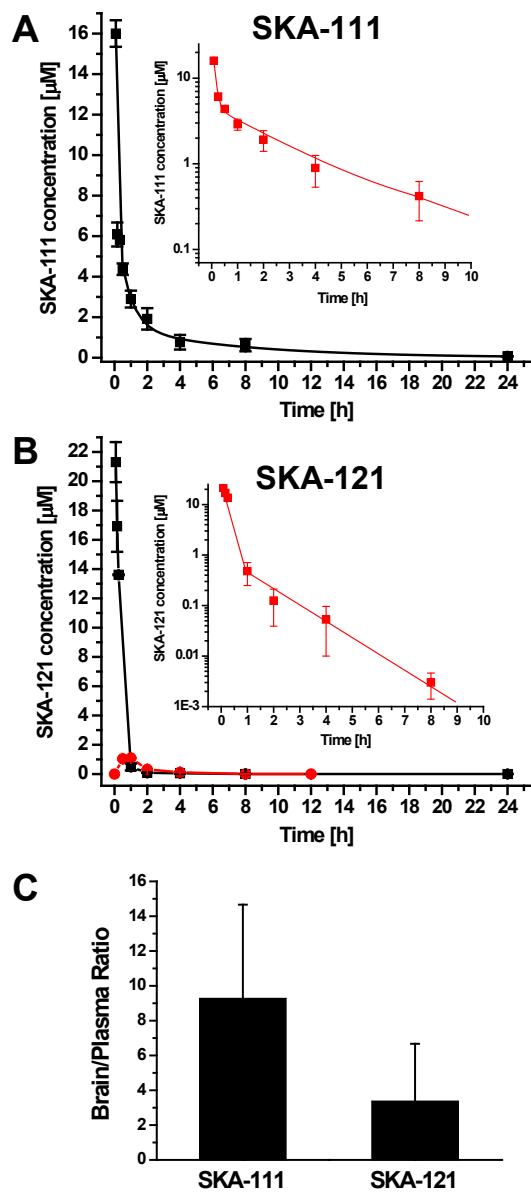 A
SKA-111
SKA-111 concentration [µM]
16
14
12
10
8
6
4
2
0
SKA-111 concentration [µM]
10
1
0.1
0 1 2 3 4 5 6 7 8 9 10
Time [h]
0 2 4 6 8 10 12 14 16 18 20 22 24
Time [h]
B
SKA-121
SKA-121 concentration [µM]
22
20
18
16
14
12
10
8
6
4
2
0
SKA-121 concentration [µM]
10
1
0.1
0.01
1E-3
0 1 2 3 4 5 6 7 8 9 10
Time [h]
0 2 4 6 8 10 12 14 16 18 20 22 24
Time [h]
C
Brain/Plasma Ratio
16
14
12
10
8
6
4
2
0
SKA-111 SKA-121